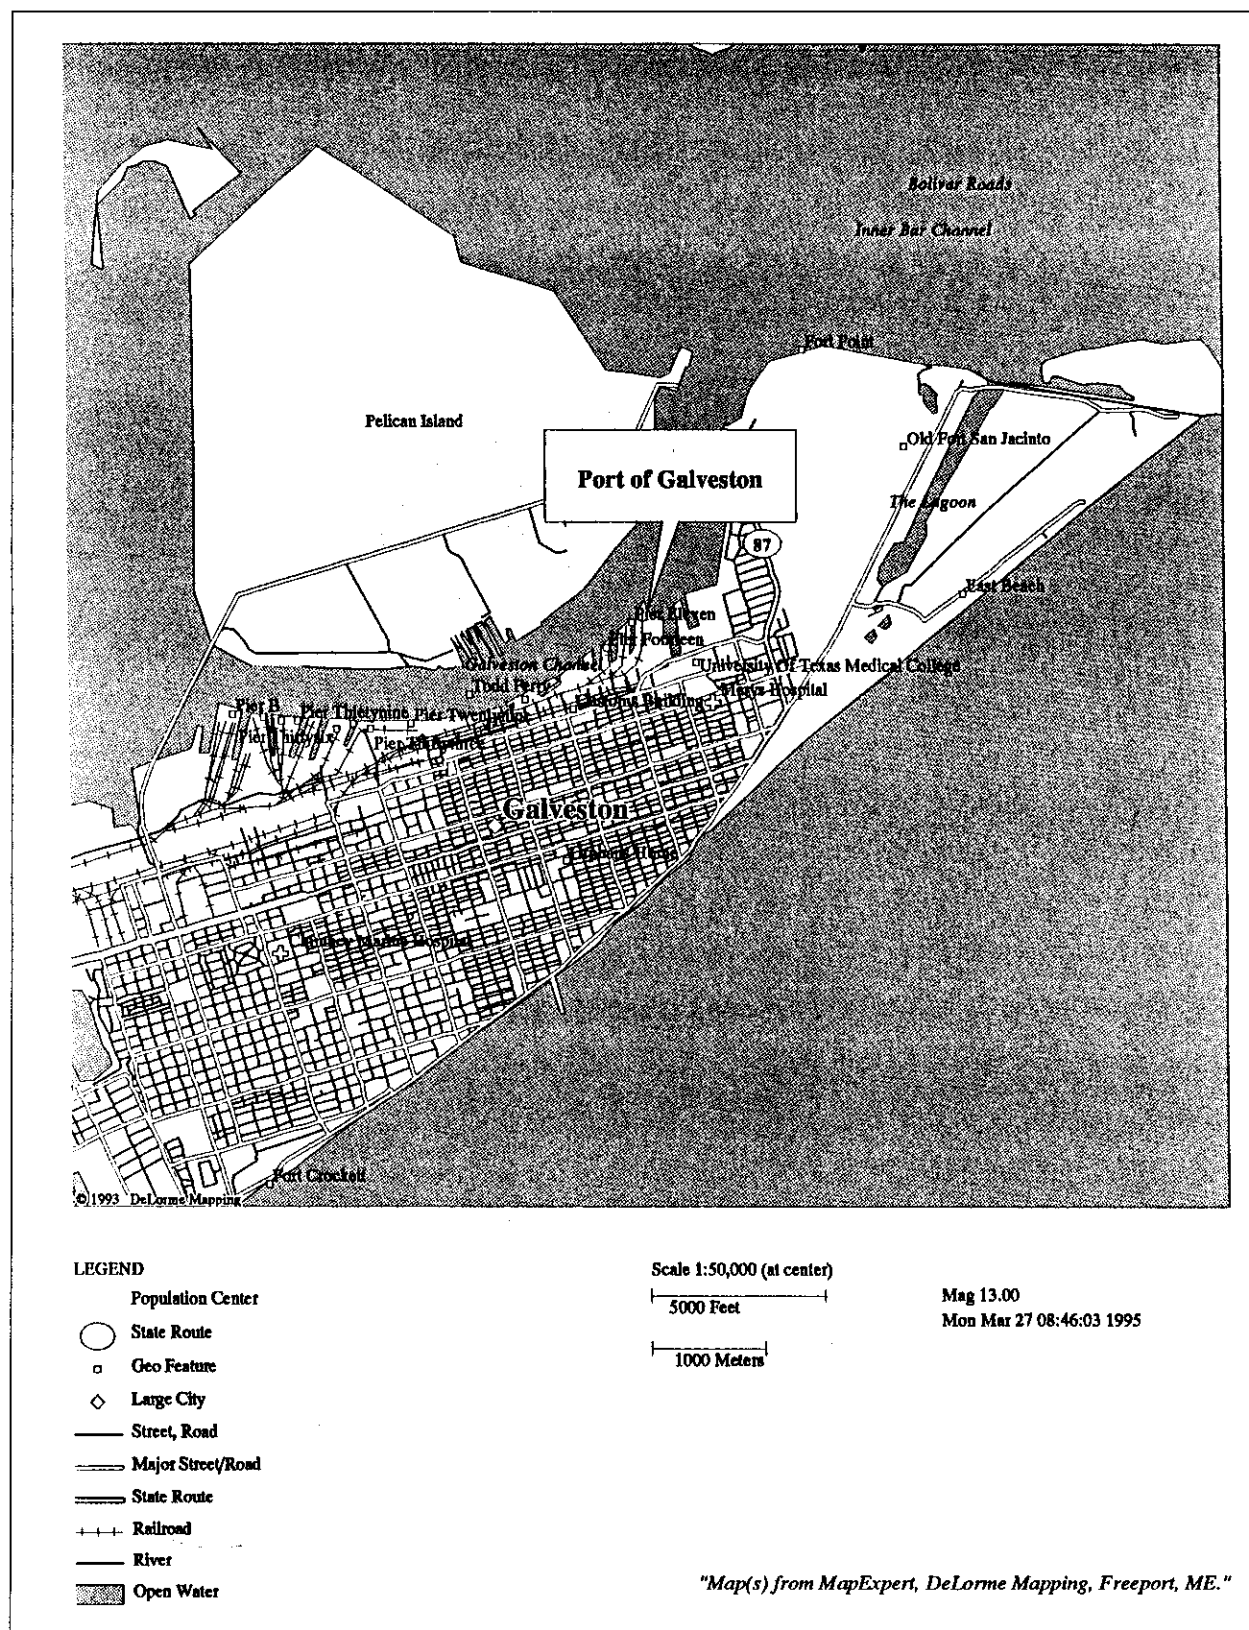 Bolivar Roads
Inner Bar Channel
Fort Point
Pelican Island
Old Fort San Jacinto
Port of Galveston
The Lagoon
87
East Beach
Pier Eleven
Pier Fourteen
Galveston Channel
University Of Texas Medical College
Todd Ferry
Marys Hospital
Customs Building
Pier B
Pier Thirtynine
Pier
Pier Thirtysix
Pier
Galveston
Marine Hospital
Fort Crockett
© 1993 DeLorme Mapping
LEGEND
Population Center
State Route
Geo Feature
Large City
Street, Road
Major Street/Road
State Route
Railroad
River
Open Water
Scale 1:50,000 (at center)
5000 Feet
1000 Meters
Mag 13.00
Mon Mar 27 08:46:03 1995
"Map(s) from MapExpert, DeLorme Mapping, Freeport, ME."